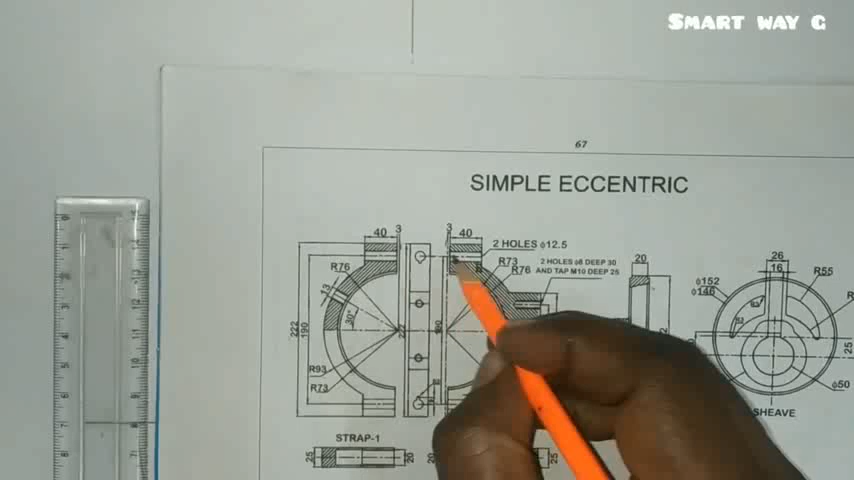 SMART WAY G
67
SIMPLE ECCENTRIC
3
40
3
40
2 HOLES ϕ12.5
2 HOLES ϕ8 DEEP 30
AND TAP M10 DEEP 25
R73
R76
R76
13
30°
222
190
R93
R73
190
20
26
16
ϕ152
ϕ146
R55
25
ϕ50
SHEAVE
STRAP-1
25
20
20
25